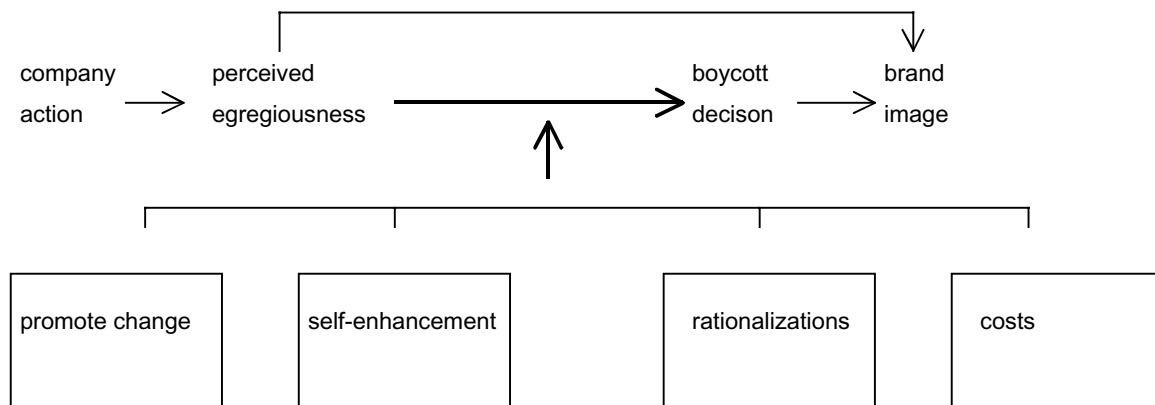 company
action
perceived
egregiousness
boycott
decison
brand
image
promote change
self-enhancement
rationalizations
costs